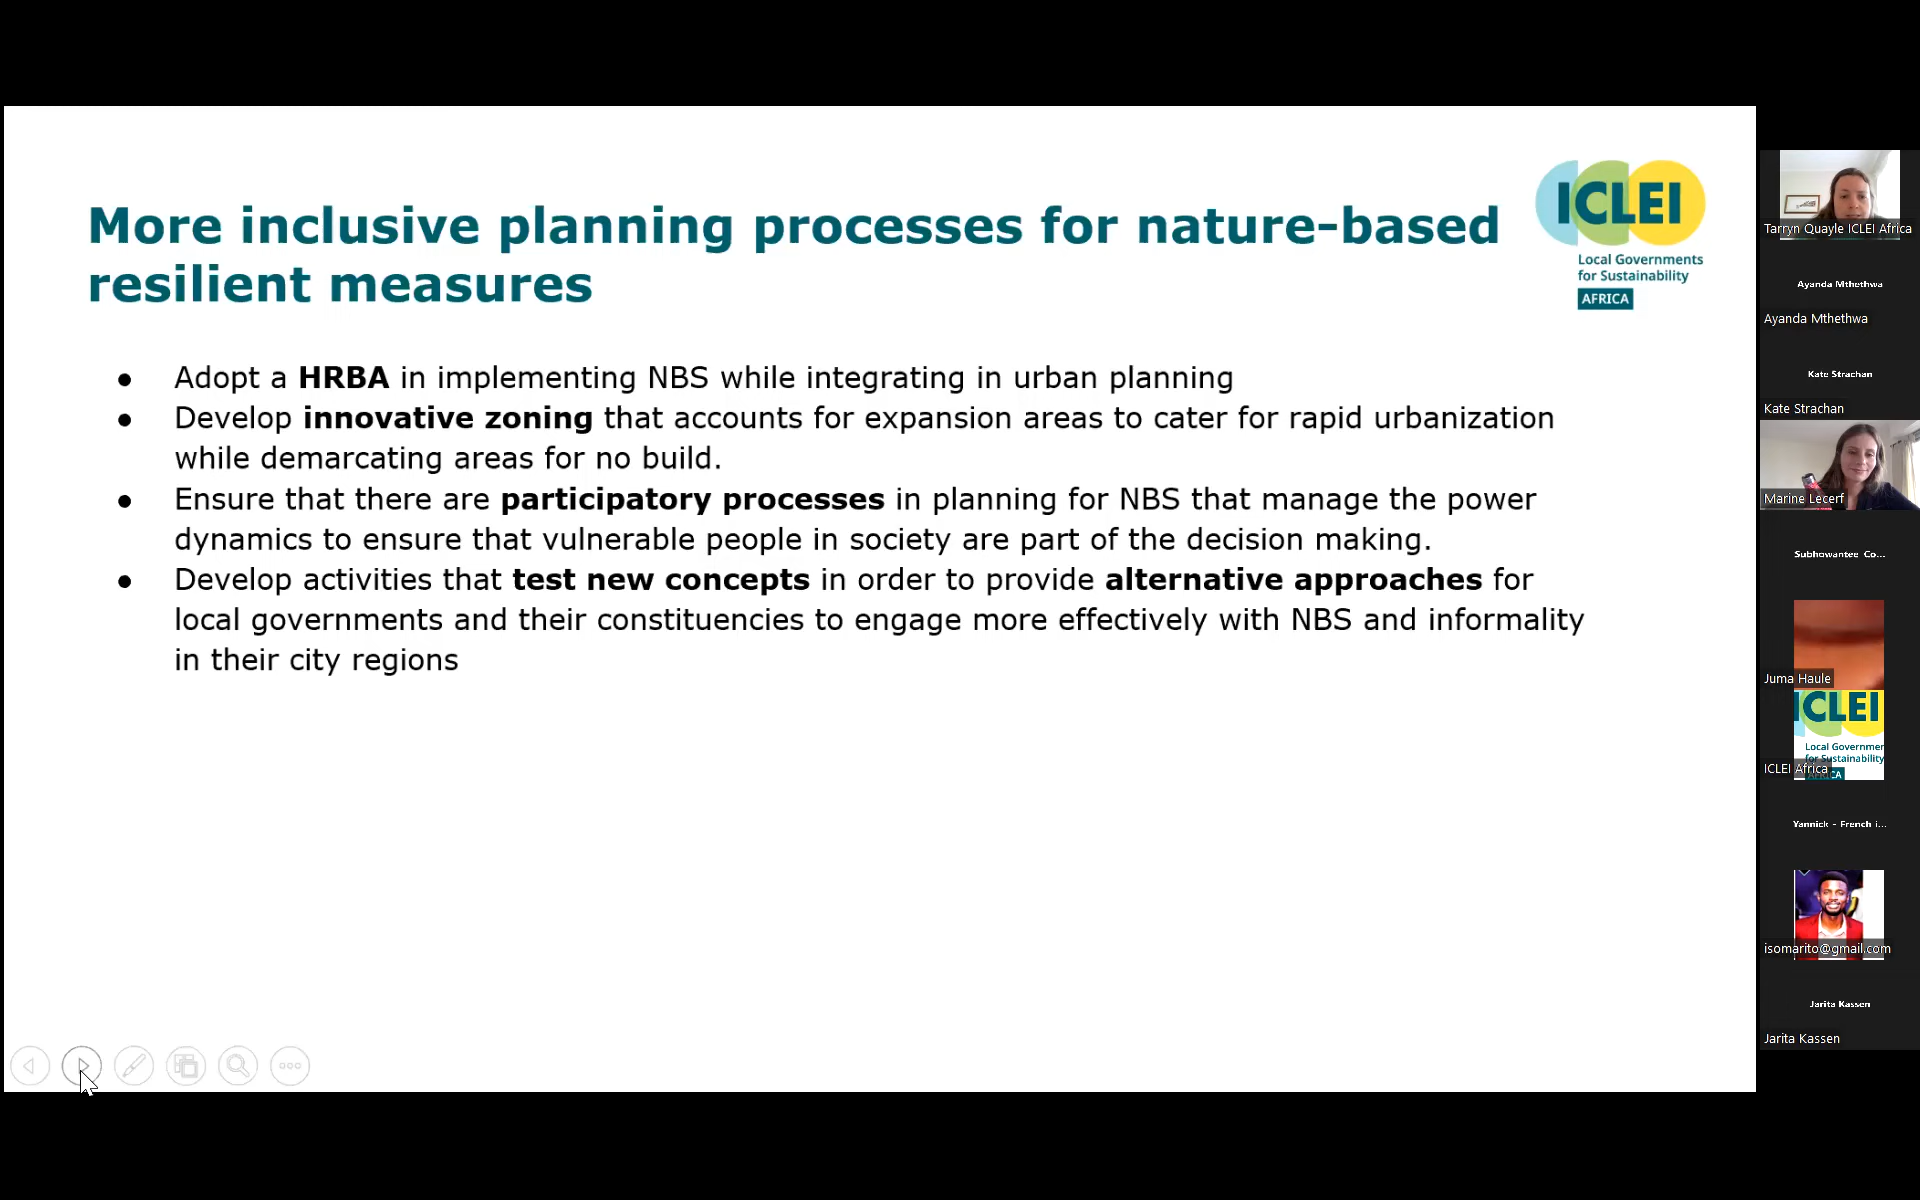 More inclusive planning processes for nature-based
resilient measures
ICLEI
Local Governments
for Sustainability
AFRICA
● Adopt a HRBA in implementing NBS while integrating in urban planning
● Develop innovative zoning that accounts for expansion areas to cater for rapid urbanization
while demarcating areas for no build.
● Ensure that there are participatory processes in planning for NBS that manage the power
dynamics to ensure that vulnerable people in society are part of the decision making.
● Develop activities that test new concepts in order to provide alternative approaches for
local governments and their constituencies to engage more effectively with NBS and informality
in their city regions
Tarryn Quayle ICLEI Africa
Ayanda Mthethwa
Ayanda Mthethwa
Kate Strachan
Kate Strachan
Marine Lecerf
Subhowantee Co...
Juma Haule
ICLEI
Local Governmer
for Sustainability
ICLEI Africa
Yannick - French i...
isomarito@gmail.com
Jarita Kassen
Jarita Kassen